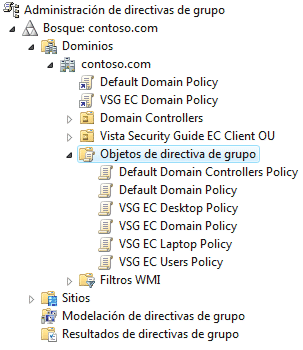 Administración de directivas de grupo
Bosque: contoso.com
Dominios
contoso.com
Default Domain Policy
VSG EC Domain Policy
Domain Controllers
Vista Security Guide EC Client OU
Objetos de directiva de grupo
Default Domain Controllers Policy
Default Domain Policy
VSG EC Desktop Policy
VSG EC Domain Policy
VSG EC Laptop Policy
VSG EC Users Policy
Filtros WMI
Sitios
Modelación de directivas de grupo
Resultados de directivas de grupo